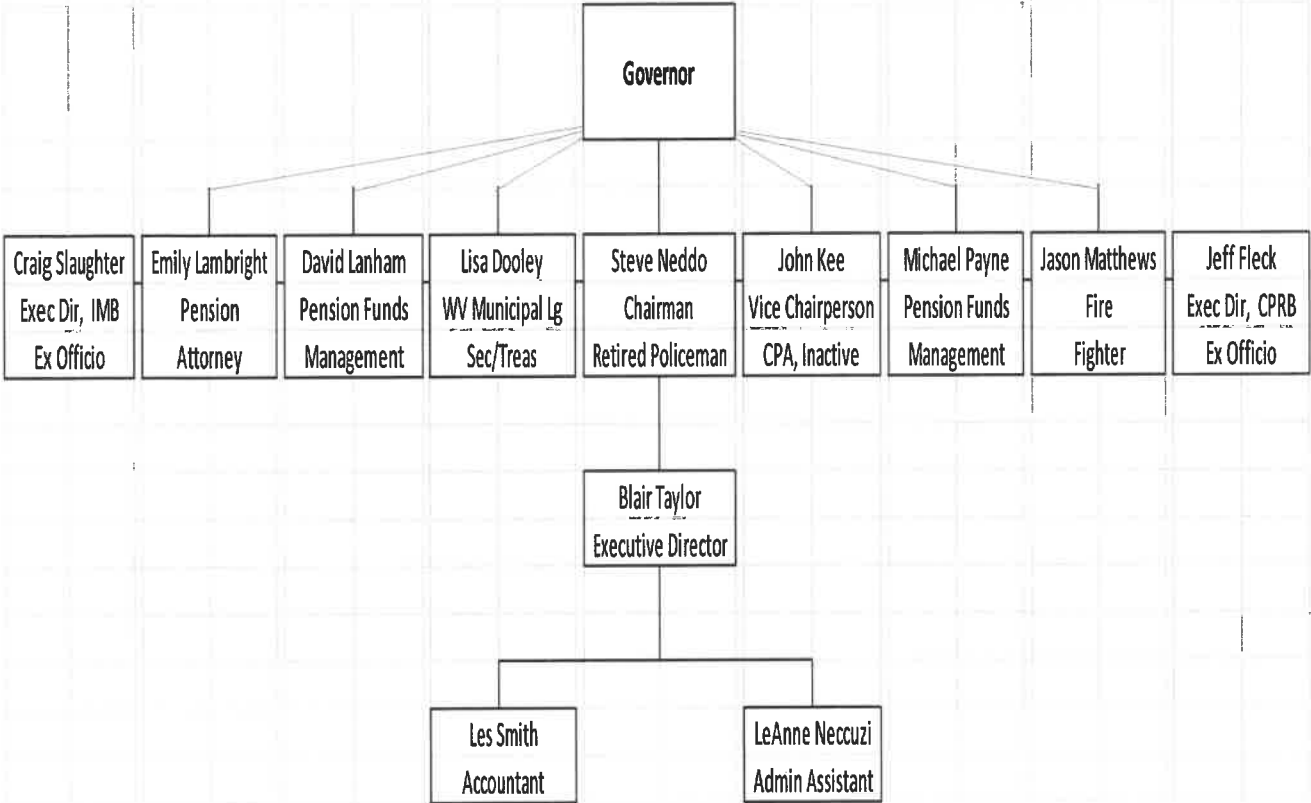 Governor
Craig Slaughter
Exec Dir, IMB
Ex Officio
Emily Lambright
Pension
Attorney
David Lanham
Pension Funds
Management
Lisa Dooley
WV Municipal Lg
Sec/Treas
Steve Neddo
Chairman
Retired Policeman
John Kee
Vice Chairperson
CPA, Inactive
Michael Payne
Pension Funds
Management
Jason Matthews
Fire
Fighter
Jeff Fleck
Exec Dir, CPRB
Ex Officio
Blair Taylor
Executive Director
Les Smith
Accountant
LeAnne Neccuzi
Admin Assistant